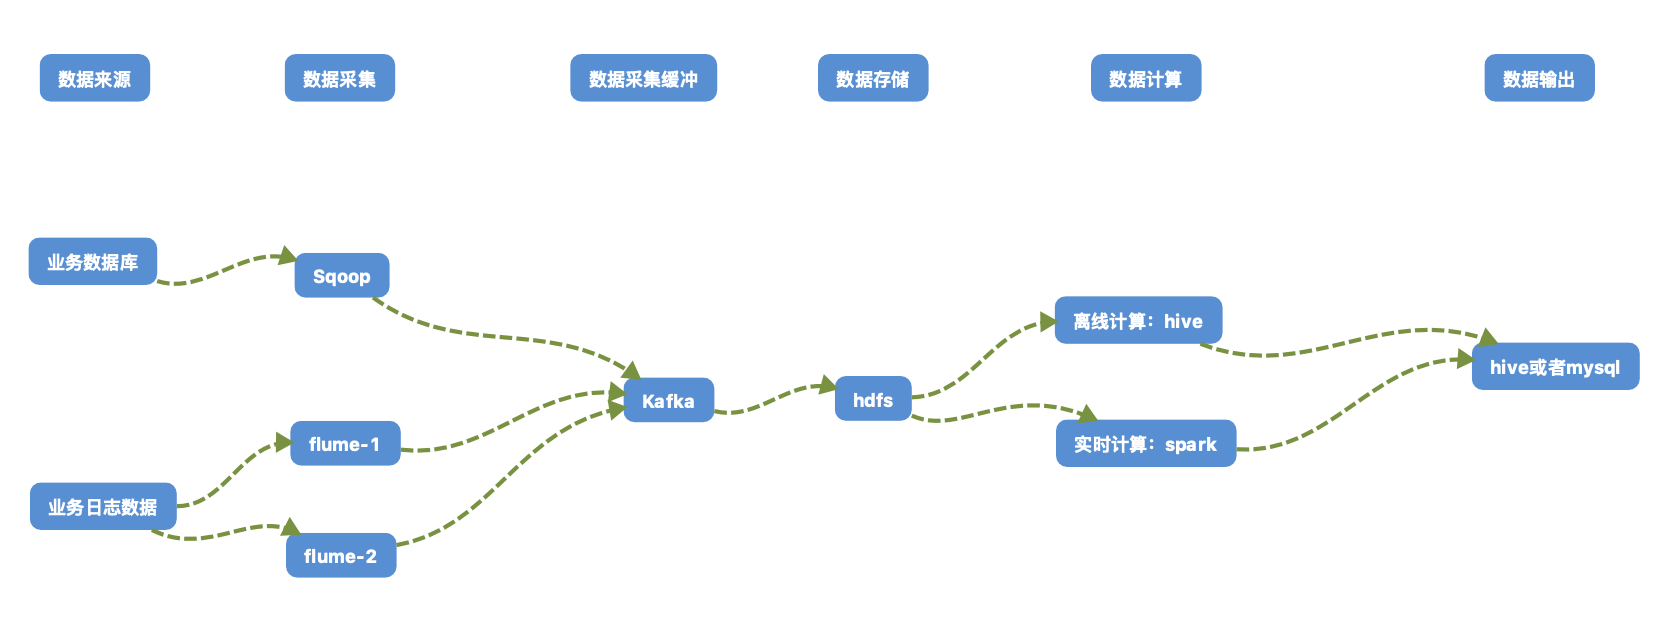 数据来源
数据采集
数据采集缓冲
数据存储
数据计算
数据输出
业务数据库
Sqoop
离线计算：hive
hive或者mysql
Kafka
hdfs
flume-1
实时计算：spark
业务日志数据
flume-2